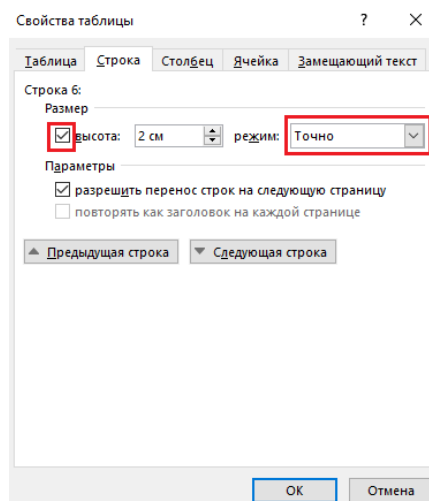 Свойства таблицы ? ×
Таблица Строка Столбец Ячейка Замещающий текст
Строка 6:
Размер
высота: 2 см режим: Точно
Параметры
разрешить перенос строк на следующую страницу
повторять как заголовок на каждой странице
Предыдущая строка Следующая строка
ОК Отмена